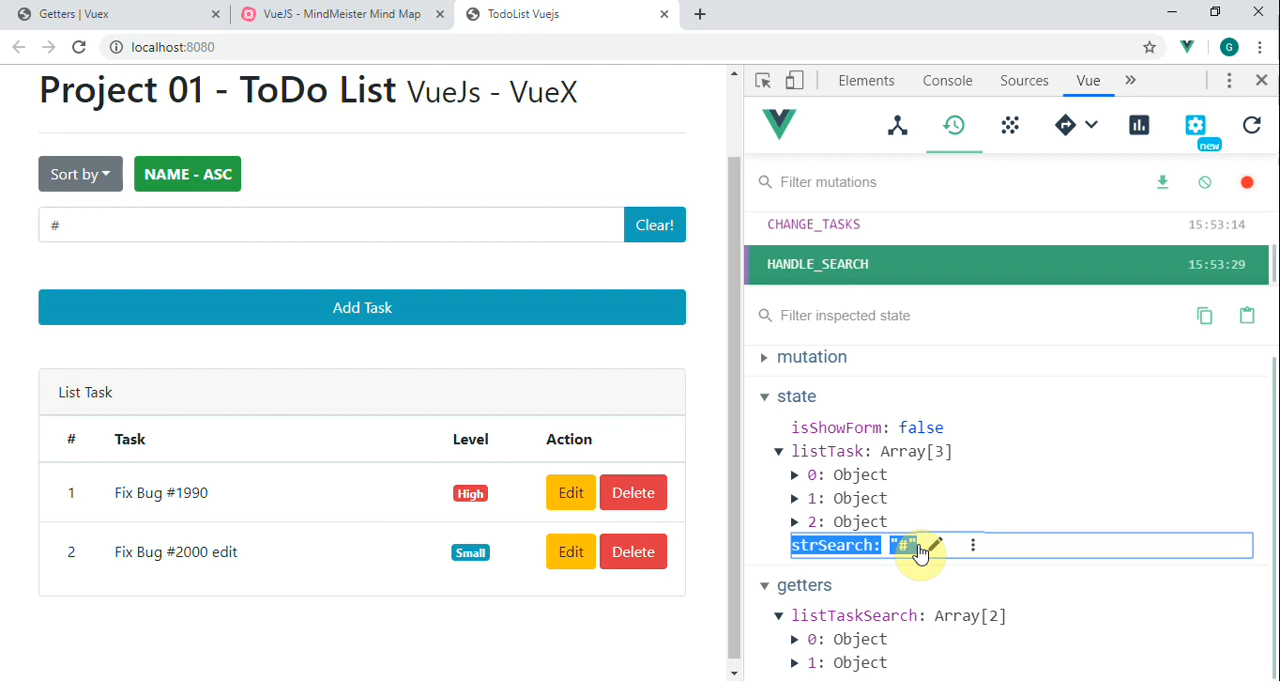 Getters | Vuex
VueJS - MindMeister Mind Map
TodoList Vuejs
localhost:8080
G
Project 01 - ToDo List VueJs - VueX
Sort by
NAME - ASC
#
Clear!
Add Task
List Task
# Task Level Action
1 Fix Bug #1990 High Edit Delete
2 Fix Bug #2000 edit Small Edit Delete
Elements Console Sources Vue »
new
Filter mutations
CHANGE_TASKS 15:53:14
HANDLE_SEARCH 15:53:29
Filter inspected state
mutation
state
isShowForm: false
listTask: Array[3]
0: Object
1: Object
2: Object
strSearch: "#"
getters
listTaskSearch: Array[2]
0: Object
1: Object